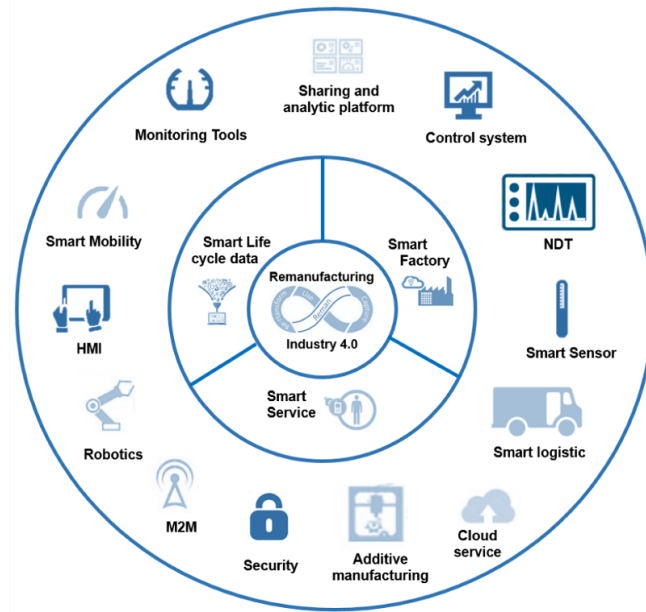 Sharing and
analytic platform
Monitoring Tools
Control system
Smart Mobility
NDT
Smart Life
cycle data
Smart
Factory
Remanufacturing
Reman
Industry 4.0
HMI
Smart Sensor
Smart
Service
Robotics
Smart logistic
M2M
Security
Additive
manufacturing
Cloud
service